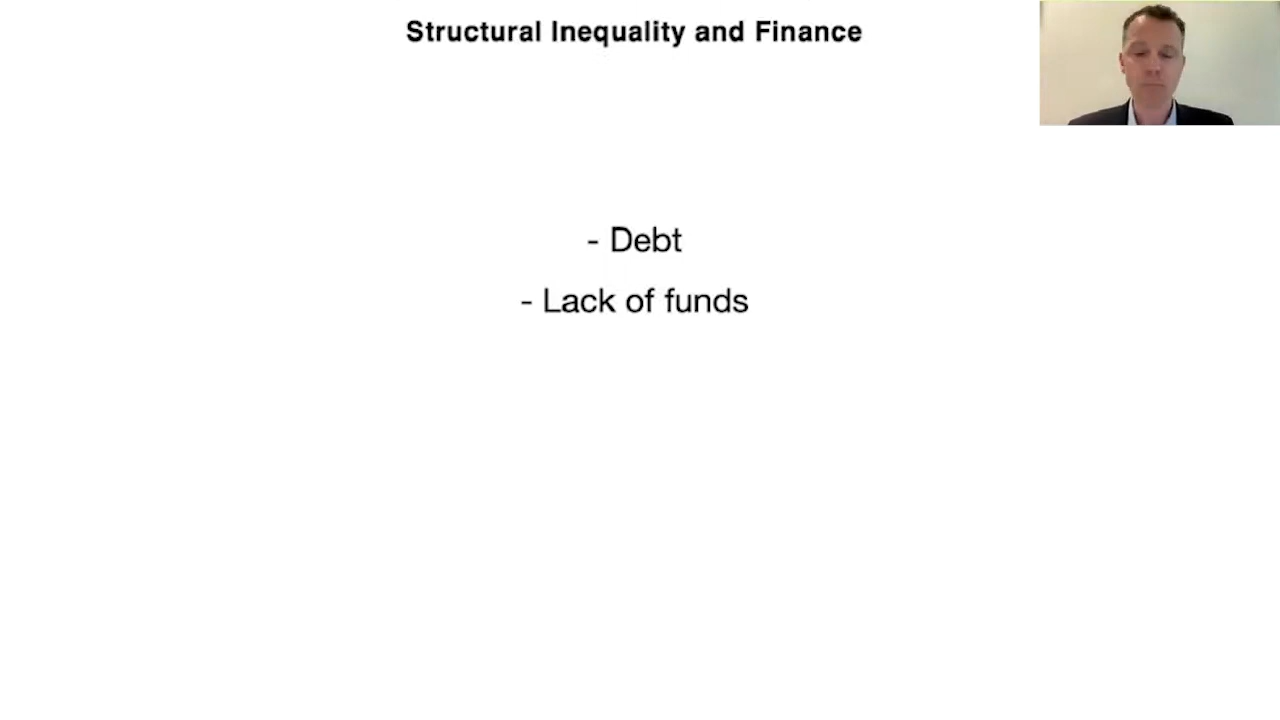 Structural Inequality and Finance
- Debt
- Lack of funds